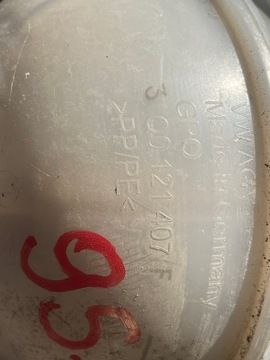 VW AG
Made in Germany
GPO
3 C0.121.407 F
>PP/PE<
95